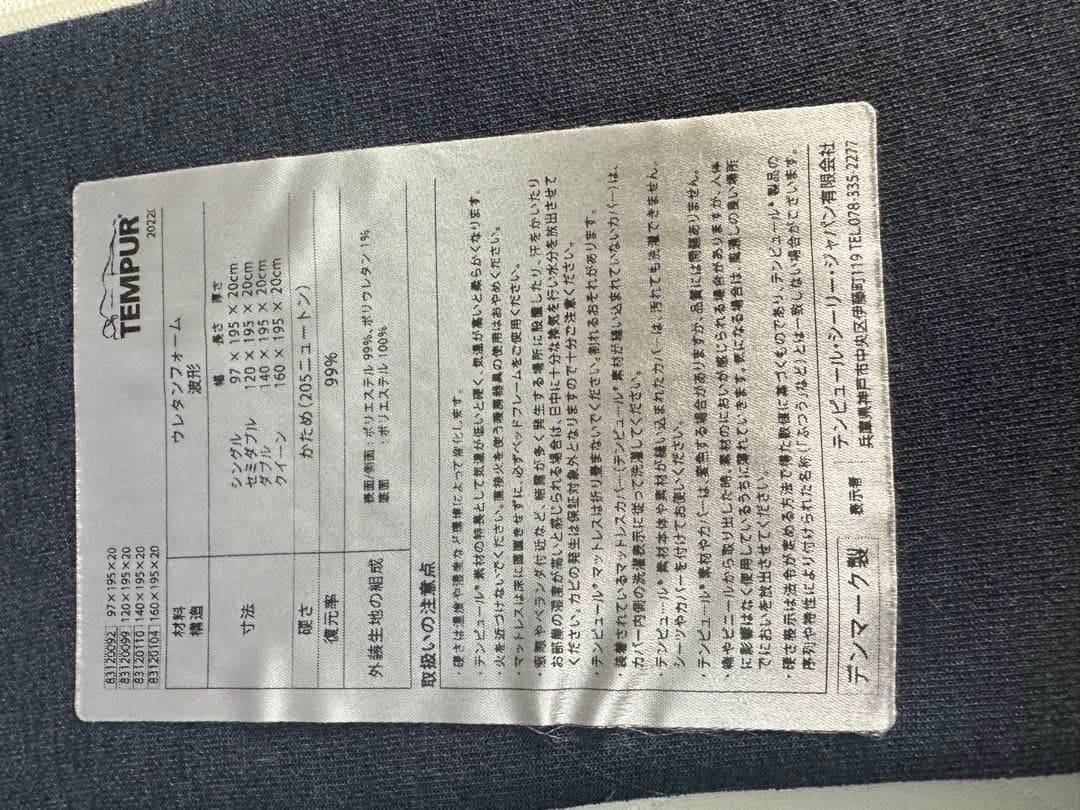 83120092 97×195×20
83120099 120×195×20
83120110 140×195×20
83120104 160×195×20
TEMPUR®
20220
材料 ウレタンフォーム
構造 波形
寸法 幅 長さ 厚さ
シングル 97 × 195 × 20cm
セミダブル 120 × 195 × 20cm
ダブル 140 × 195 × 20cm
クイーン 160 × 195 × 20cm
硬さ かため(205ニュートン)
復元率 99%
外装生地の組成 表面/側面:ポリエステル 99%、ポリウレタン 1%
底面 :ポリエステル 100%
取扱いの注意点
・硬さは温度や湿度など環境によって変化します。
・テンピュール®素材の特長として気温が低いと硬く、気温が高いと柔らかくなります。
・火を近づけないでください。直接火を使う暖房器具の使用はおやめください。
・マットレスは床に直置きせずに、必ずベッドフレームをご使用ください。
・窓際やベランダ付近など、結露が多く発生する場所に設置したり、汗をかいたり
お部屋の湿度が高いと感じられる場合は、日中に十分な換気を行い水分を放出させて
ください。カビの発生は保証対象外となりますので十分ご注意ください。
・テンピュール®マットレスは折り畳まないでください。割れるおそれがあります。
・装着されているマットレスカバー(テンピュール®素材が縫い込まれていないカバー)は、
カバー内側の洗濯表示に従って洗濯してください。
・テンピュール®素材本体や素材が縫い込まれたカバーは、汚れても洗濯できません。
シーツやカバーを付けてお使いください。
・テンピュール®素材やカバーは、変色する場合がありますが、品質には問題ありません。
・箱やビニールから取り出した時、素材のにおいが感じられる場合がありますが、人体
に影響はなく使用しているうちに薄れていきます。気になる場合は、風通しの良い場所
でにおいを放出させてください。
・硬さ表示は法令が定める方法で得た数値に基づくものであり、テンピュール®製品の
序列や特性により付けられた名称(「ふつう」など)とは一致しない場合がございます。
デンマーク製 表示者 テンピュール・シーリー・ジャパン有限会社
兵庫県神戸市中央区伊藤町119 TEL.078-335-2277